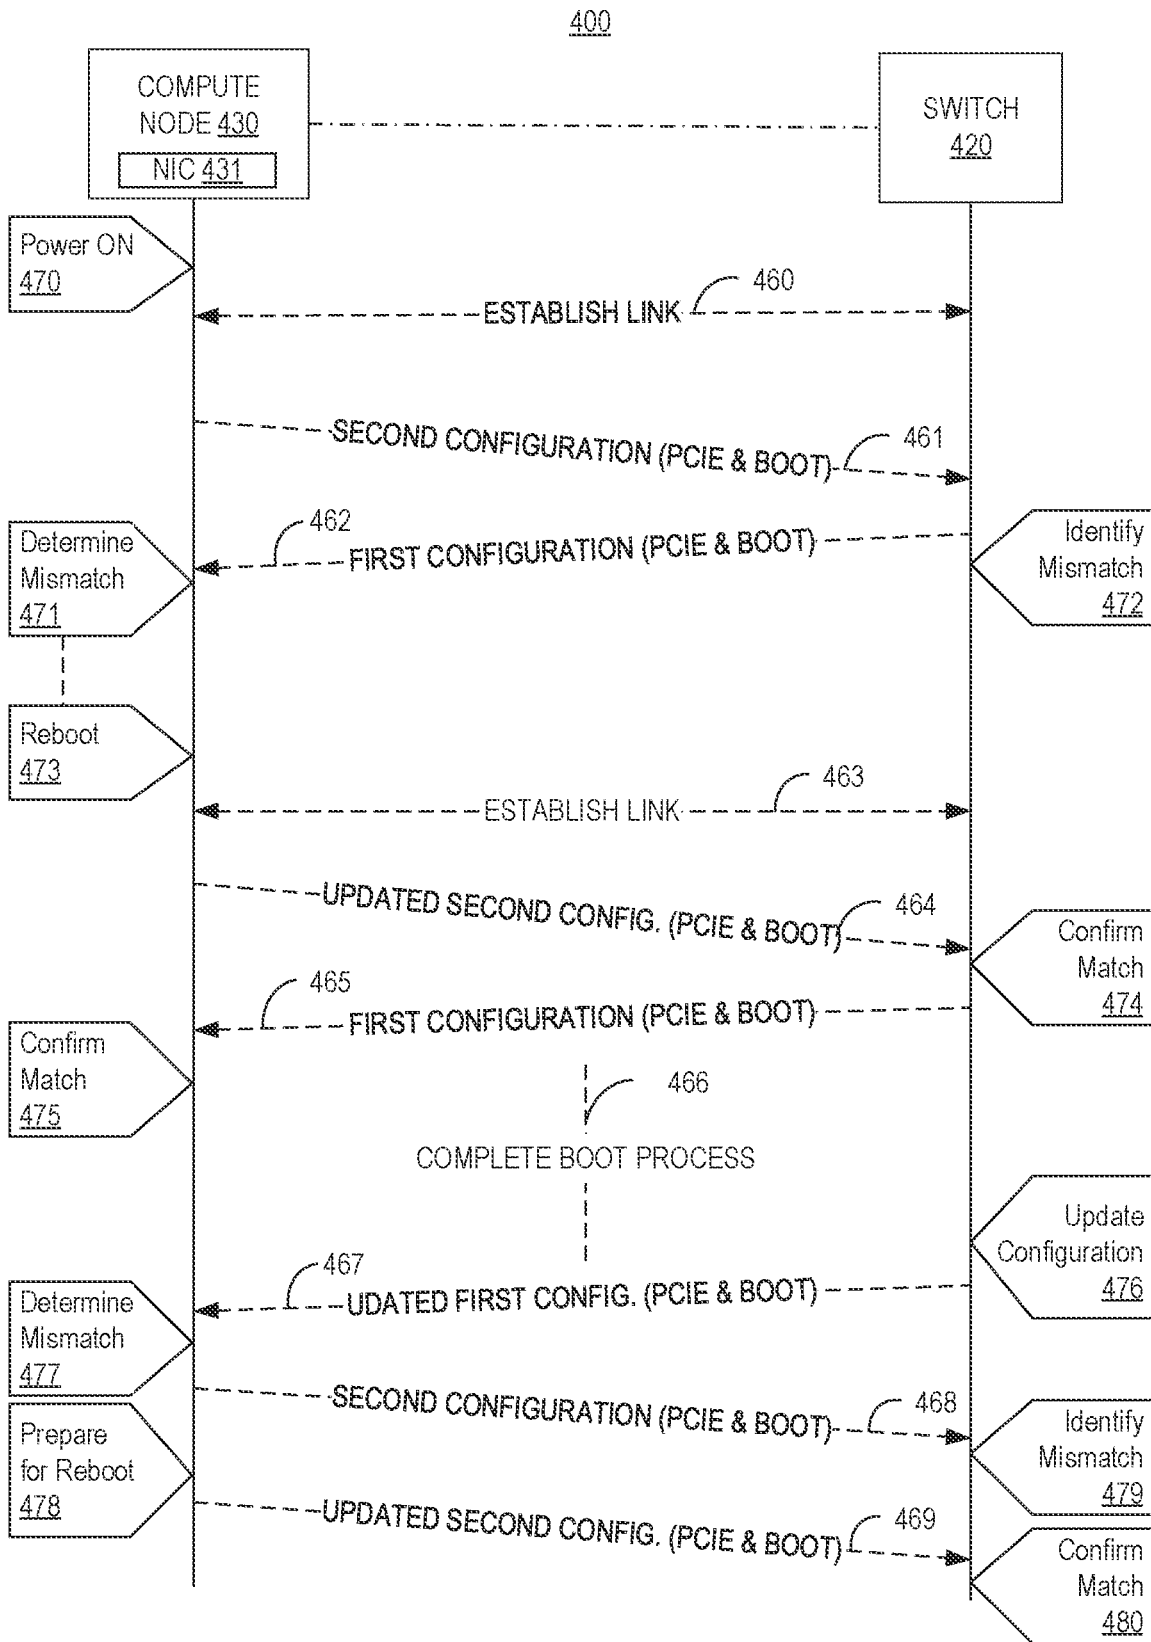 400
COMPUTE
NODE 430
NIC 431
SWITCH
420
Power ON
470
460
ESTABLISH LINK
461
SECOND CONFIGURATION (PCIE & BOOT)
462
FIRST CONFIGURATION (PCIE & BOOT)
Determine
Mismatch
471
Identify
Mismatch
472
Reboot
473
463
ESTABLISH LINK
464
UPDATED SECOND CONFIG. (PCIE & BOOT)
Confirm
Match
474
465
FIRST CONFIGURATION (PCIE & BOOT)
Confirm
Match
475
466
COMPLETE BOOT PROCESS
Update
Configuration
476
467
UDATED FIRST CONFIG. (PCIE & BOOT)
Determine
Mismatch
477
468
SECOND CONFIGURATION (PCIE & BOOT)
Identify
Mismatch
479
Prepare
for Reboot
478
469
UPDATED SECOND CONFIG. (PCIE & BOOT)
Confirm
Match
480